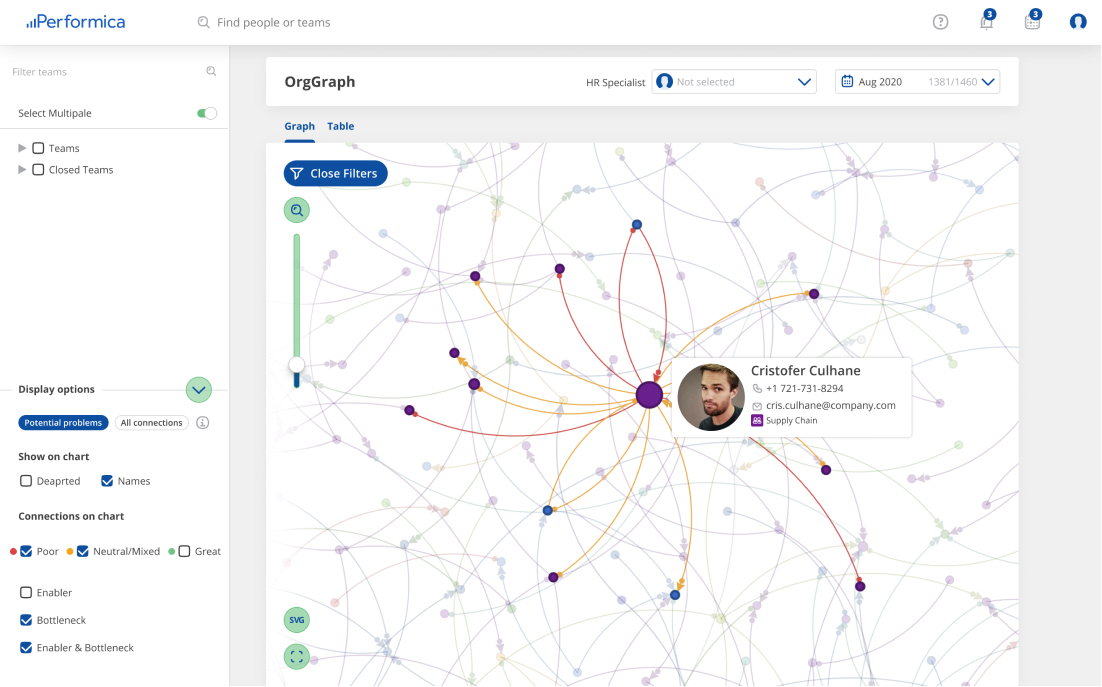 Performica
Find people or teams
3
3
Filter teams
Select Multipale
Teams
Closed Teams
Display options
Potential problems
All connections
Show on chart
Deaprted
Names
Connections on chart
Poor
Neutral/Mixed
Great
Enabler
Bottleneck
Enabler & Bottleneck
OrgGraph
HR Specialist
Not selected
Aug 2020
1381/1460
Graph
Table
Close Filters
Cristofer Culhane
+1 721-731-8294
cris.culhane@company.com
Supply Chain
SVG